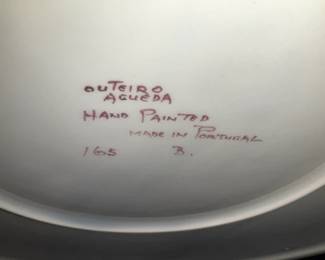 OUTEIRO
AGUEDA
HAND PAINTED
MADE IN PORTUGAL
165 B.